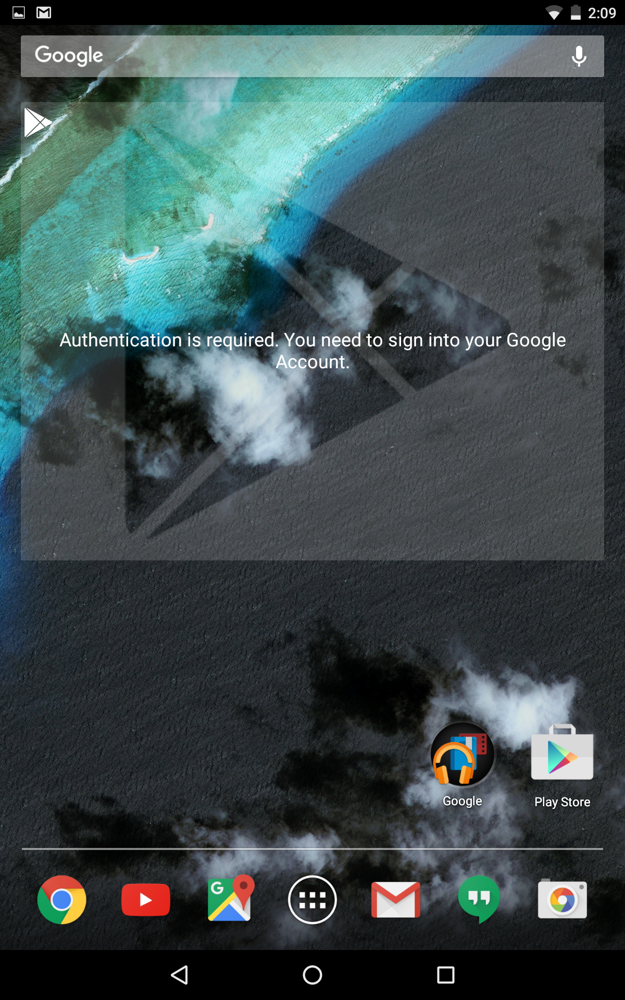 2:09
Google
Authentication is required. You need to sign into your Google
Account.
Google
Play Store
G